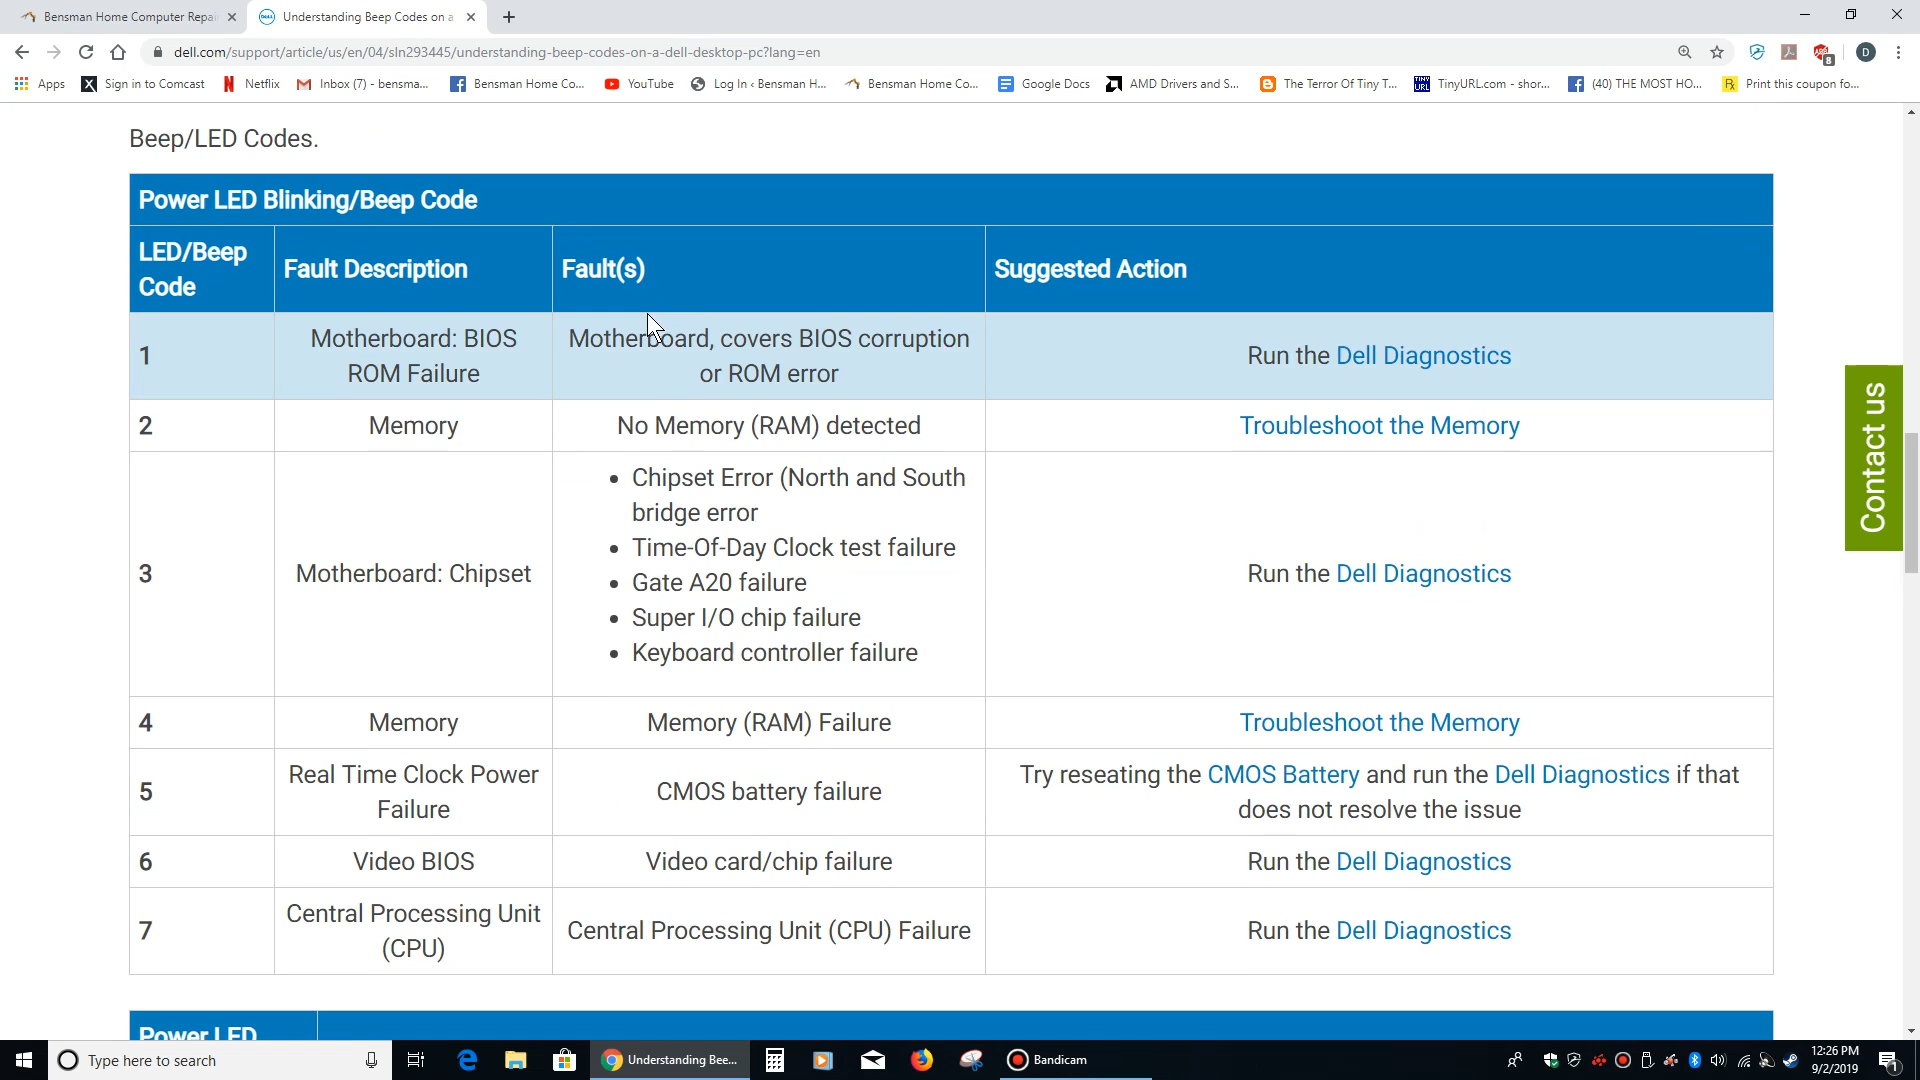 Bensman Home Computer Repai
Understanding Beep Codes on a
dell.com/support/article/us/en/04/sln293445/understanding-beep-codes-on-a-dell-desktop-pc?lang=en
8
D
Apps
Sign in to Comcast
Netflix
Inbox (7) - bensma...
Bensman Home Co...
YouTube
Log In ‹ Bensman H...
Bensman Home Co...
Google Docs
AMD Drivers and S...
The Terror Of Tiny T...
TinyURL.com - shor...
(40) THE MOST HO...
Print this coupon fo...
Beep/LED Codes.
Power LED Blinking/Beep Code
LED/Beep
Code
Fault Description
Fault(s)
Suggested Action
1
Motherboard: BIOS
ROM Failure
Motherboard, covers BIOS corruption
or ROM error
Run the Dell Diagnostics
2
Memory
No Memory (RAM) detected
Troubleshoot the Memory
3
Motherboard: Chipset
• Chipset Error (North and South
bridge error
• Time-Of-Day Clock test failure
• Gate A20 failure
• Super I/O chip failure
• Keyboard controller failure
Run the Dell Diagnostics
4
Memory
Memory (RAM) Failure
Troubleshoot the Memory
5
Real Time Clock Power
Failure
CMOS battery failure
Try reseating the CMOS Battery and run the Dell Diagnostics if that
does not resolve the issue
6
Video BIOS
Video card/chip failure
Run the Dell Diagnostics
7
Central Processing Unit
(CPU)
Central Processing Unit (CPU) Failure
Run the Dell Diagnostics
Contact us
Power LED
Type here to search
Understanding Bee...
Bandicam
12:26 PM
9/2/2019
1